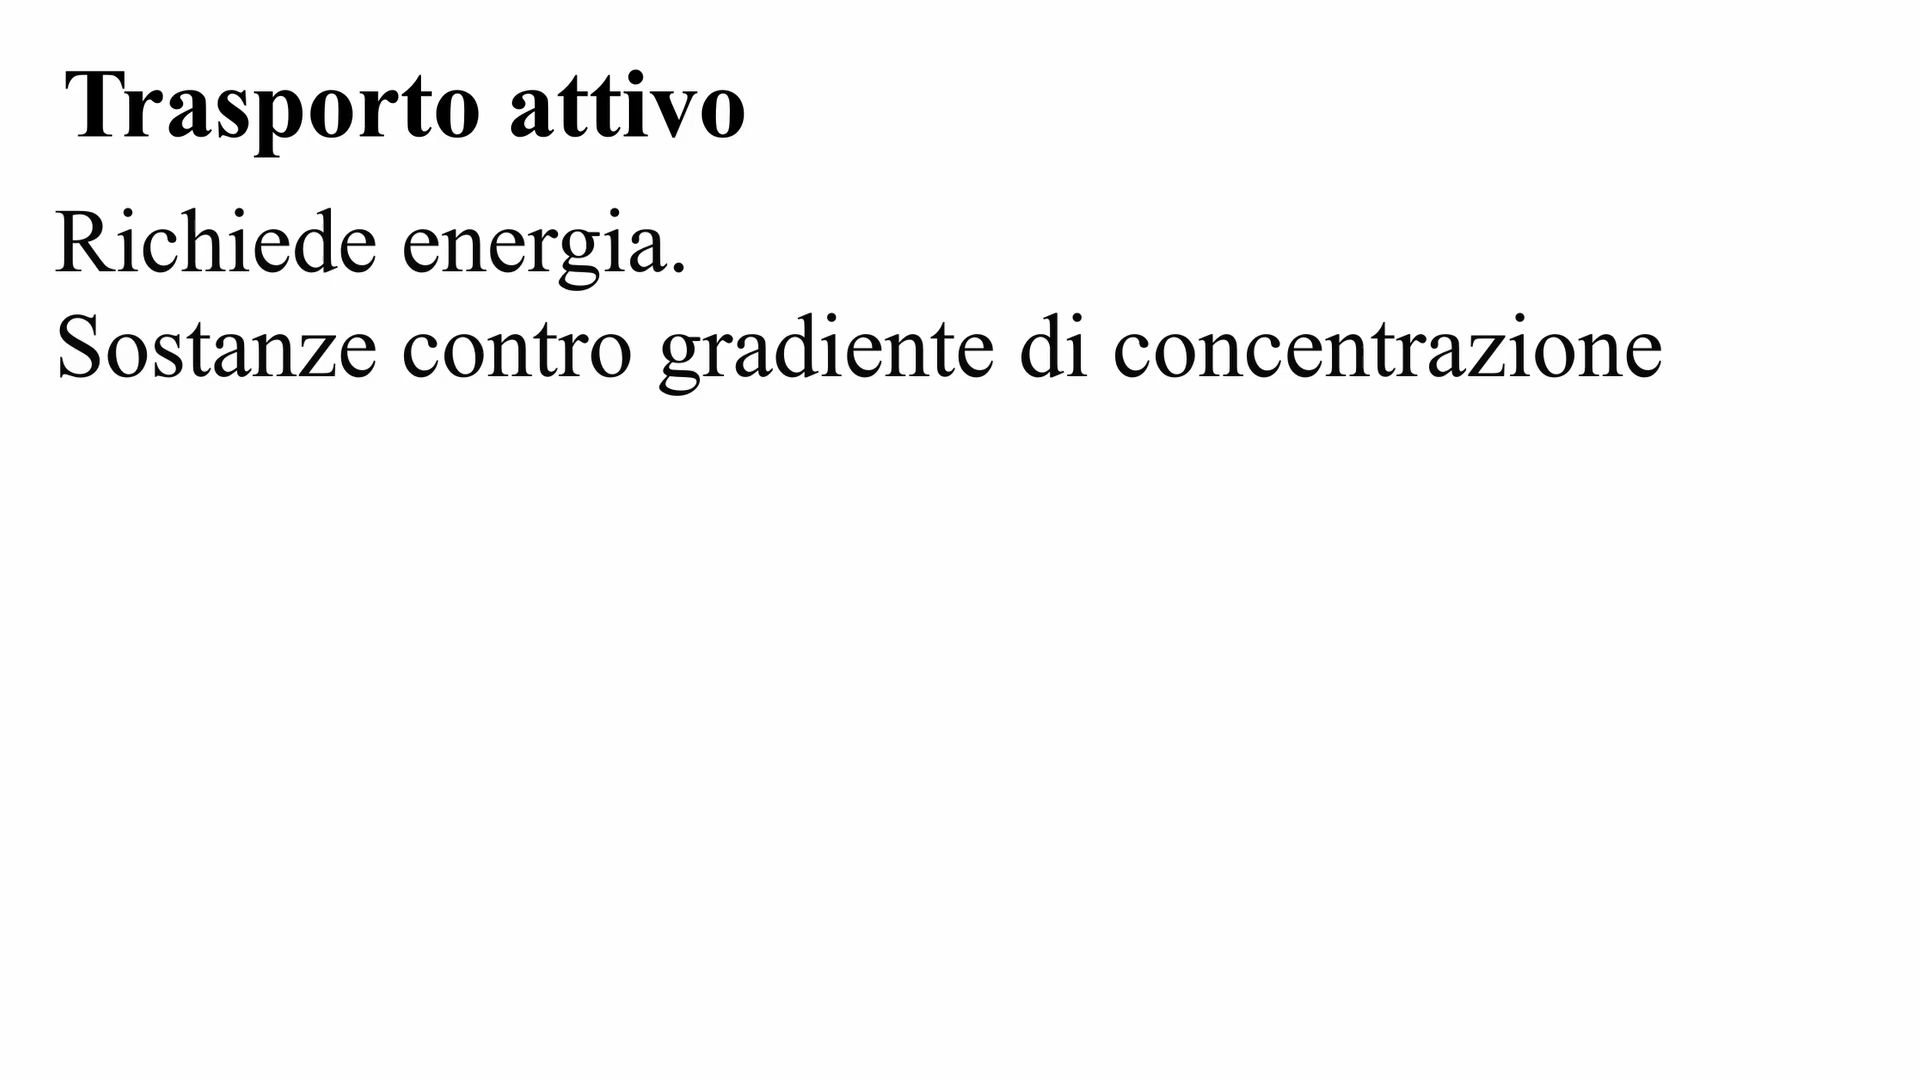 Trasporto attivo
Richiede energia.
Sostanze contro gradiente di concentrazione